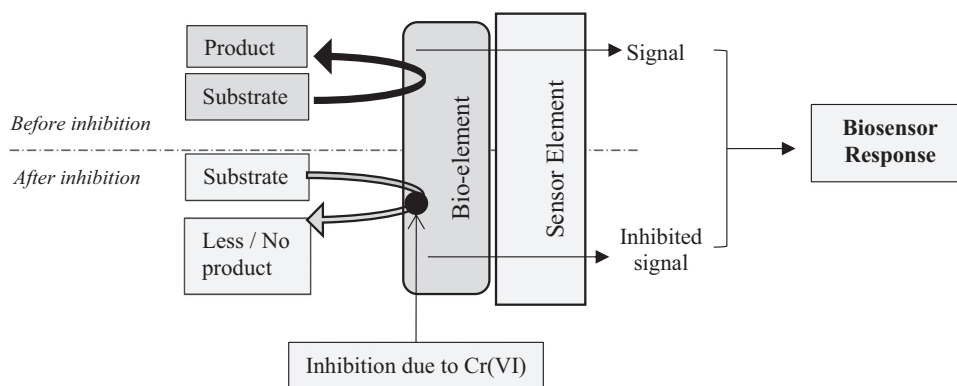 Product
Substrate
Signal
Before inhibition
Biosensor
Response
After inhibition
Substrate
Less / No
product
Bio-element
Sensor Element
Inhibited
signal
Inhibition due to Cr(VI)